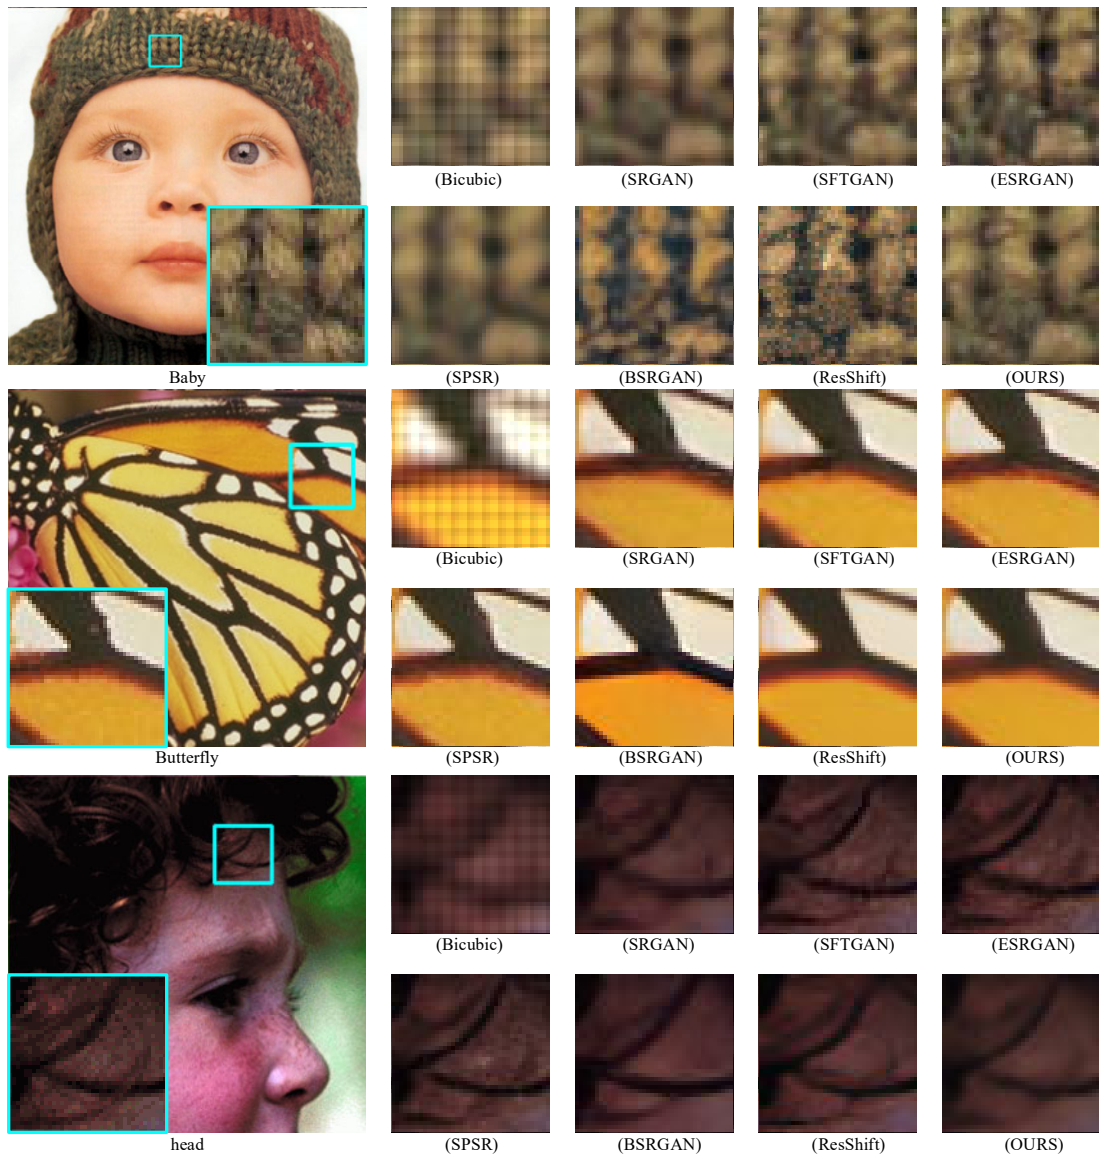 (Bicubic) (SRGAN) (SFTGAN) (ESRGAN)
Baby (SPSR) (BSRGAN) (ResShift) (OURS)
(Bicubic) (SRGAN) (SFTGAN) (ESRGAN)
Butterfly (SPSR) (BSRGAN) (ResShift) (OURS)
(Bicubic) (SRGAN) (SFTGAN) (ESRGAN)
head (SPSR) (BSRGAN) (ResShift) (OURS)